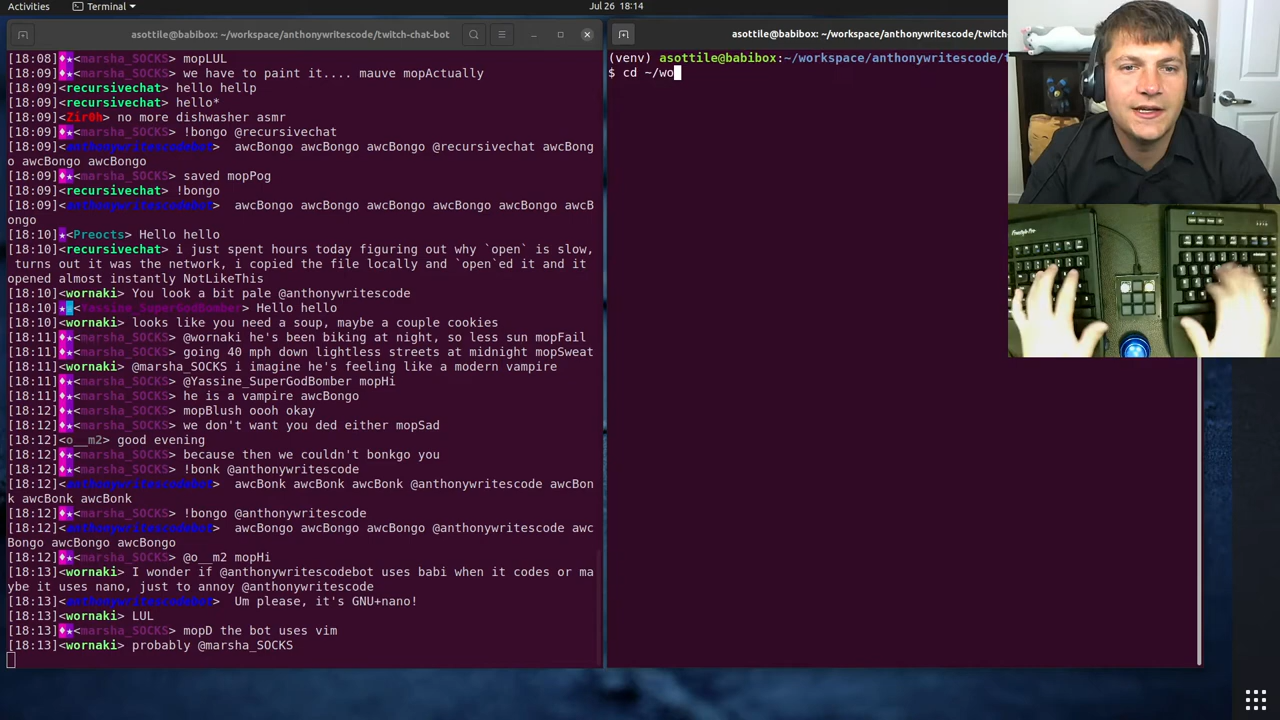 Activities
Terminal
Jul 26 18:14
asottile@babibox: ~/workspace/anthonywritescode/twitch-chat-bot
[18:08]<marsha_SOCKS> mopLUL
[18:09]<marsha_SOCKS> we have to paint it.... mauve mopActually
[18:09]<recursivechat> hello hellp
[18:09]<recursivechat> hello*
[18:09]<Zir0h> no more dishwasher asmr
[18:09]<marsha_SOCKS> !bongo @recursivechat
[18:09]<anthonywritescodebot>  awcBongo awcBongo awcBongo @recursivechat awcBong
o awcBongo awcBongo
[18:09]<marsha_SOCKS> saved mopPog
[18:09]<recursivechat> !bongo
[18:09]<anthonywritescodebot>  awcBongo awcBongo awcBongo awcBongo awcBongo awcB
ongo
[18:10]<Preocts> Hello hello
[18:10]<recursivechat> i just spent hours today figuring out why `open` is slow,
turns out it was the network, i copied the file locally and `open`ed it and it
opened almost instantly NotLikeThis
[18:10]<wornaki> You look a bit pale @anthonywritescode
[18:10]<Yassine_SuperGodBomber> Hello hello
[18:10]<wornaki> looks like you need a soup, maybe a couple cookies
[18:11]<marsha_SOCKS> @wornaki he's been biking at night, so less sun mopFail
[18:11]<marsha_SOCKS> going 40 mph down lightless streets at midnight mopSweat
[18:11]<wornaki> @marsha_SOCKS i imagine he's feeling like a modern vampire
[18:11]<marsha_SOCKS> @Yassine_SuperGodBomber mopHi
[18:11]<marsha_SOCKS> he is a vampire awcBongo
[18:12]<marsha_SOCKS> mopBlush oooh okay
[18:12]<marsha_SOCKS> we don't want you ded either mopSad
[18:12]<o__m2> good evening
[18:12]<marsha_SOCKS> because then we couldn't bonkgo you
[18:12]<marsha_SOCKS> !bonk @anthonywritescode
[18:12]<anthonywritescodebot>  awcBonk awcBonk awcBonk @anthonywritescode awcBon
k awcBonk awcBonk
[18:12]<marsha_SOCKS> !bongo @anthonywritescode
[18:12]<anthonywritescodebot>  awcBongo awcBongo awcBongo @anthonywritescode awc
Bongo awcBongo awcBongo
[18:12]<marsha_SOCKS> @o__m2 mopHi
[18:13]<wornaki> I wonder if @anthonywritescodebot uses babi when it codes or ma
ybe it uses nano, just to annoy @anthonywritescode
[18:13]<anthonywritescodebot>  Um please, it's GNU+nano!
[18:13]<wornaki> LUL
[18:13]<marsha_SOCKS> mopD the bot uses vim
[18:13]<wornaki> probably @marsha_SOCKS
asottile@babibox: ~/workspace/anthonywritescode/twitch
(venv) asottile@babibox:~/workspace/anthonywritescode/t
$ cd ~/wo